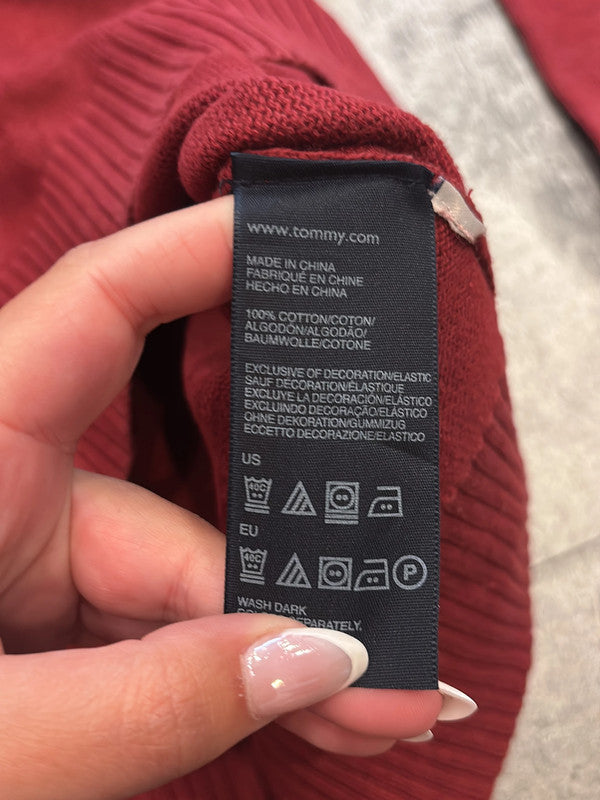 www.tommy.com
MADE IN CHINA
FABRIQUÉ EN CHINE
HECHO EN CHINA
100% COTTON/COTON/
ALGODÓN/ALGODÃO/
BAUMWOLLE/COTONE
EXCLUSIVE OF DECORATION/ELASTIC
SAUF DECORATION/ÉLASTIQUE
EXCLUYE LA DECORACIÓN/ELÁSTICO
EXCLUINDO DECORAÇÃO/ELÁSTICO
OHNE DEKORATION/GUMMIZUG
ECCETTO DECORAZIONE/ELASTICO
US
40C
EU
40C P
WASH DARK
SEPARATELY.